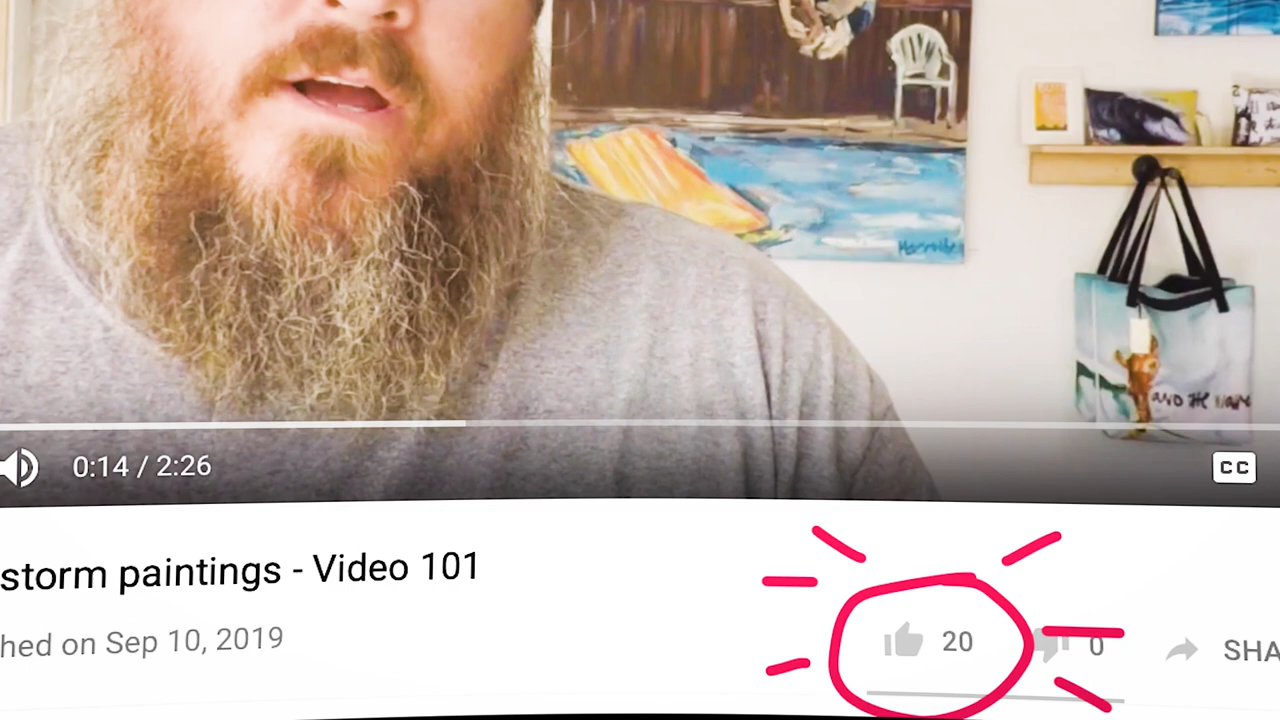 0:14 / 2:26
CC
storm paintings - Video 101
hed on Sep 10, 2019
20
0
SHA